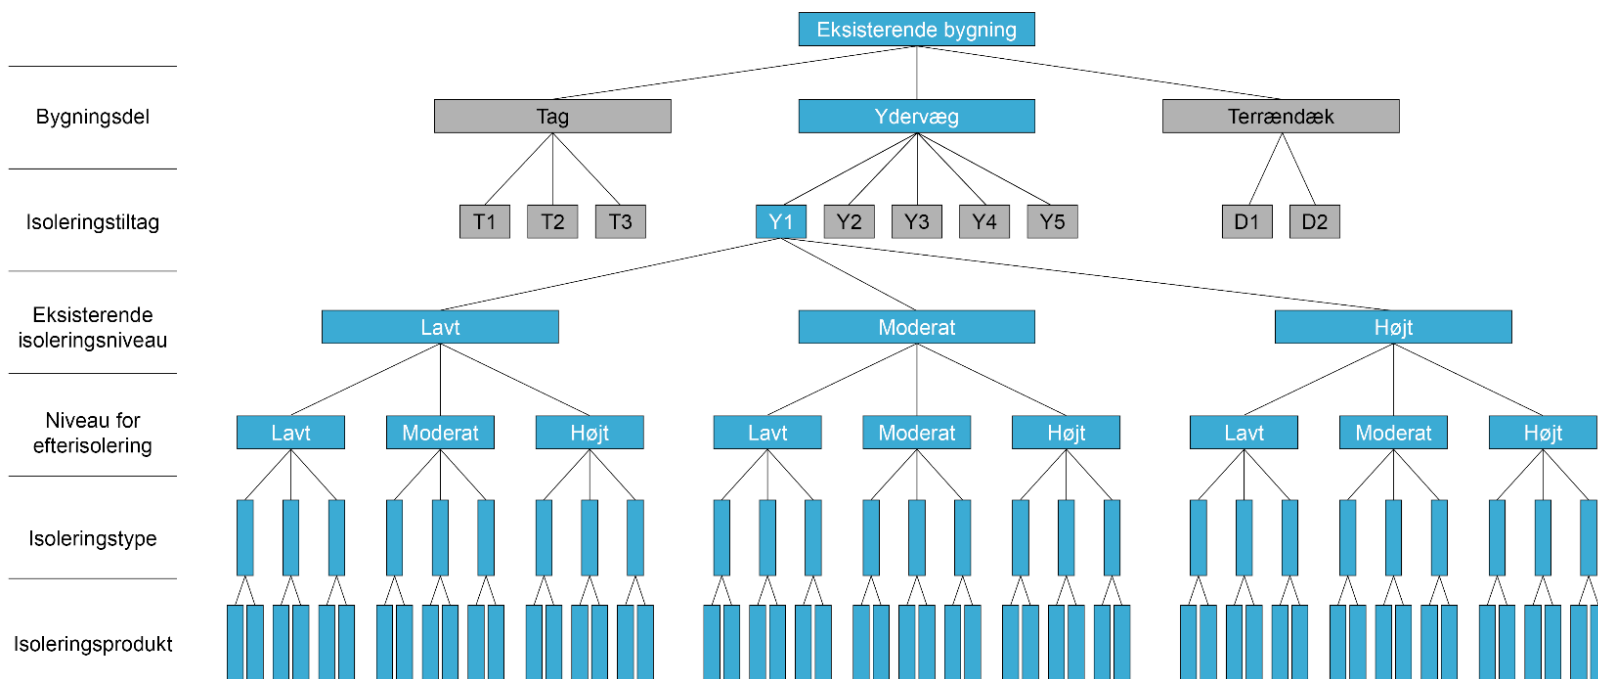 Eksisterende bygning
Bygningsdel
Tag
Ydervæg
Terrændæk
Isoleringstiltag
T1
T2
T3
Y1
Y2
Y3
Y4
Y5
D1
D2
Eksisterende
isoleringsniveau
Lavt
Moderat
Højt
Niveau for
efterisolering
Lavt
Moderat
Højt
Lavt
Moderat
Højt
Lavt
Moderat
Højt
Isoleringstype
Isoleringsprodukt